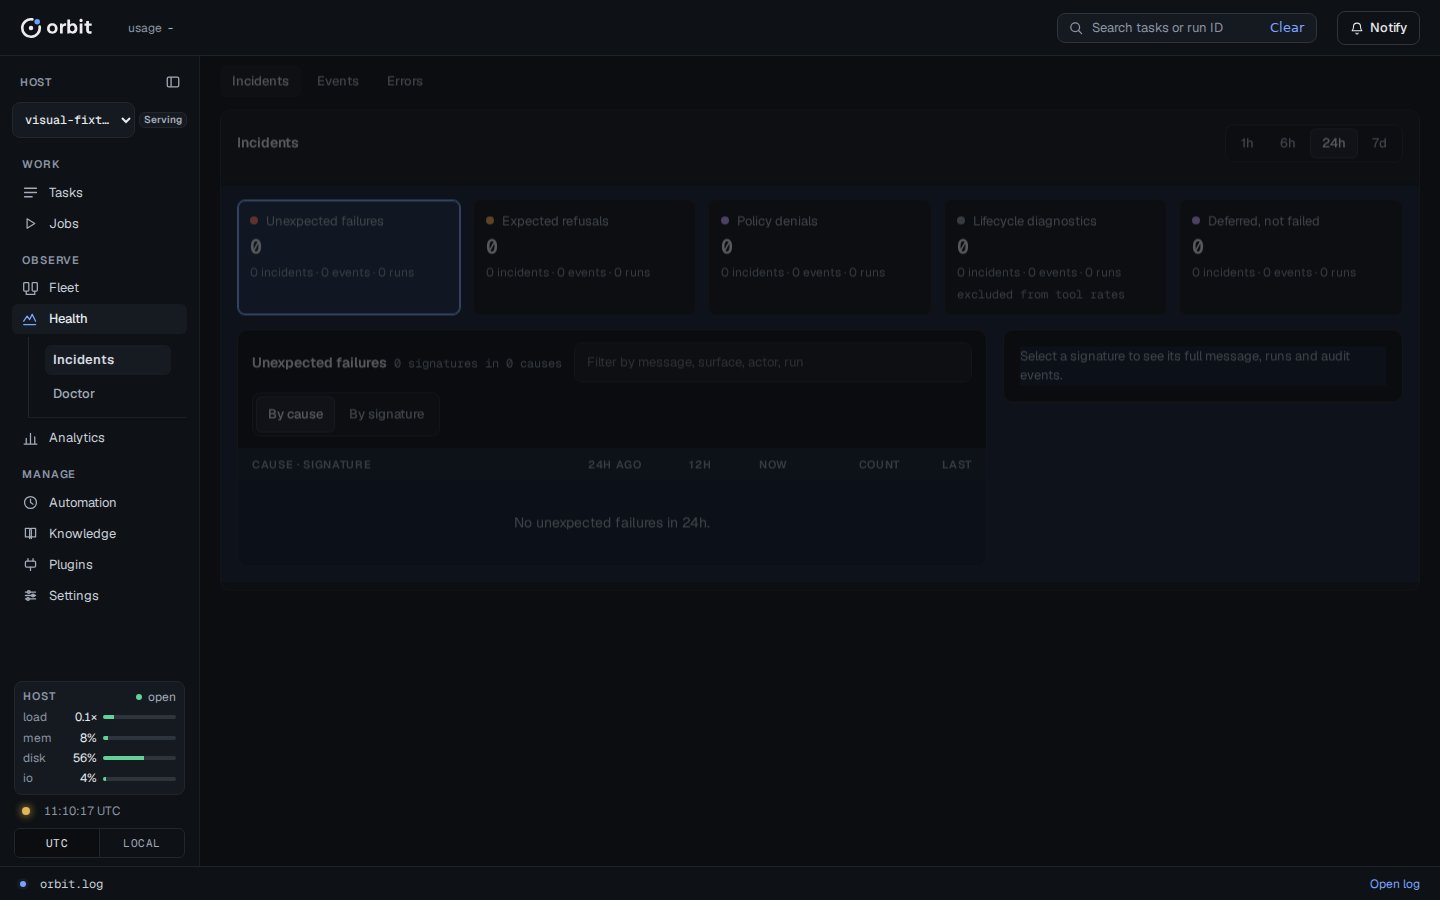 orbit
usage -
Search tasks or run ID
Clear
Notify
HOST
visual-fixt…
Serving
WORK
Tasks
Jobs
OBSERVE
Fleet
Health
Incidents
Doctor
Analytics
MANAGE
Automation
Knowledge
Plugins
Settings
HOST
open
load 0.1×
mem 8%
disk 56%
io 4%
11:10:17 UTC
UTC
LOCAL
Incidents
Events
Errors
Incidents
1h
6h
24h
7d
Unexpected failures
0
0 incidents · 0 events · 0 runs
Expected refusals
0
0 incidents · 0 events · 0 runs
Policy denials
0
0 incidents · 0 events · 0 runs
Lifecycle diagnostics
0
0 incidents · 0 events · 0 runs
excluded from tool rates
Deferred, not failed
0
0 incidents · 0 events · 0 runs
Unexpected failures 0 signatures in 0 causes
Filter by message, surface, actor, run
By cause
By signature
CAUSE · SIGNATURE
24H AGO
12H
NOW
COUNT
LAST
No unexpected failures in 24h.
Select a signature to see its full message, runs and audit
events.
orbit.log
Open log